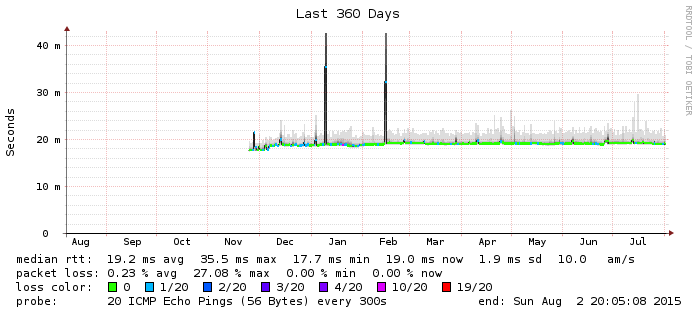 Last 360 Days
RRDTOOL / TOBI OETIKER
Seconds
40 m
30 m
20 m
10 m
0
Aug Sep Oct Nov Dec Jan Feb Mar Apr May Jun Jul
median rtt: 19.2 ms avg 35.5 ms max 17.7 ms min 19.0 ms now 1.9 ms sd 10.0 am/s
packet loss: 0.23 % avg 27.08 % max 0.00 % min 0.00 % now
loss color: 0 1/20 2/20 3/20 4/20 10/20 19/20
probe: 20 ICMP Echo Pings (56 Bytes) every 300s end: Sun Aug 2 20:05:08 2015